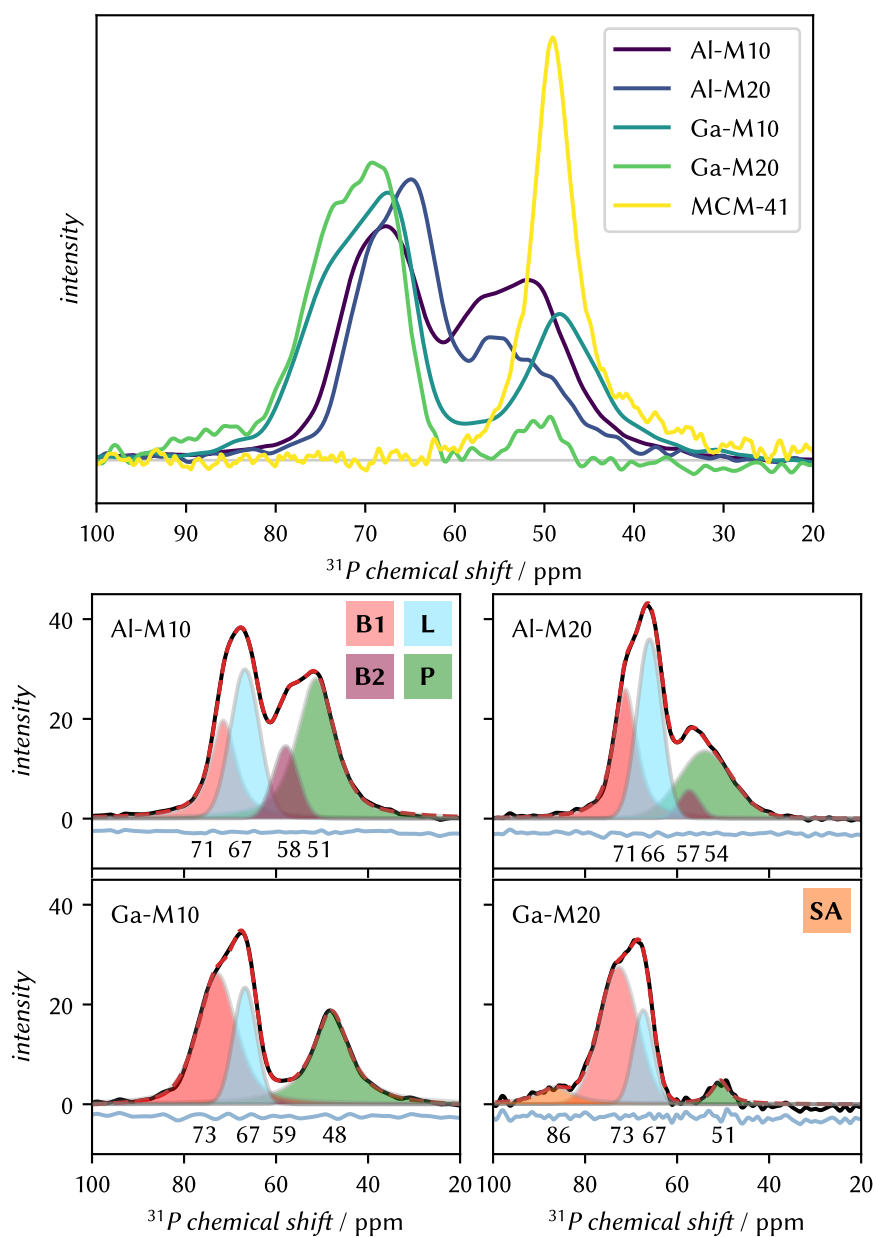 intensity
Al-M10
Al-M20
Ga-M10
Ga-M20
MCM-41
100 90 80 70 60 50 40 30 20
³¹P chemical shift / ppm
Al-M10
B1 L
B2 P
40
20
0
intensity
71 67 58 51
Al-M20
71 66 57 54
Ga-M10
40
20
0
intensity
73 67 59 48
Ga-M20
SA
86 73 67 51
100 80 60 40 20
100 80 60 40 20
³¹P chemical shift / ppm
³¹P chemical shift / ppm